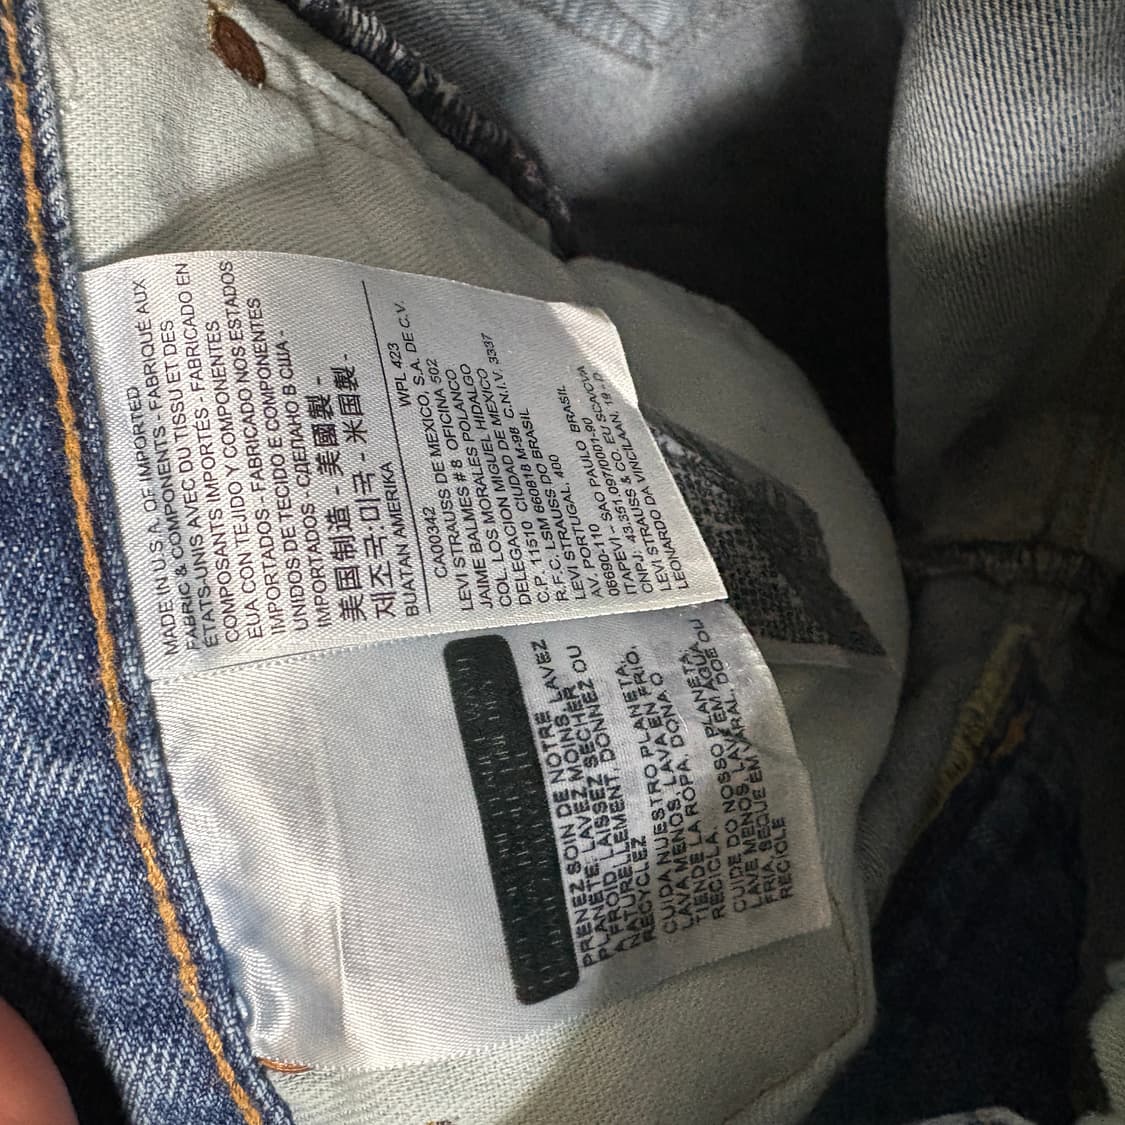 MADE IN U.S.A. OF IMPORTED
FABRIC & COMPONENTS - FABRIQUÉ AUX
ÉTATS-UNIS AVEC DU TISSU ET DES
COMPOSANTS IMPORTÉS - FABRICADO EN
EUA CON TEJIDO Y COMPONENTES
IMPORTADOS - FABRICADO NOS ESTADOS
UNIDOS DE TECIDO E COMPONENTES
IMPORTADOS - СДЕЛАНО В США -
美国制造 - 美國製 -
제조국:미국 - 米国製 -
BUATAN AMERIKA
CA00342 WPL 423
LEVI STRAUSS DE MEXICO, S.A. DE C.V.
JAIME BALMES # 8 OFICINA 502
COL. LOS MORALES POLANCO
DELEGACION MIGUEL HIDALGO
C.P. 11510 CIUDAD DE MEXICO
R.F.C. LSM 860818 M-98 C.N.I.V. 3337
LEVI STRAUSS DO BRASIL
AV. PORTUGAL, 400
06690-110
ITAPEVI - SAO PAULO BRASIL
CNPJ: 43.351.097/0001-90
LEVI STRAUSS & CO. EU SCA/CVA
LEONARDO DA VINCILAAN, 19
PRENEZ SOIN DE NOTRE
PLANÈTE. LAVEZ MOINS, LAVEZ
À FROID, LAISSEZ SÉCHER
NATURELLEMENT, DONNEZ OU
RECYCLEZ
CUIDA NUESTRO PLANETA.
LAVA MENOS, LAVA EN FRÍO,
TIENDE LA ROPA, DONA O
RECICLA.
CUIDE DO NOSSO PLANETA.
LAVE MENOS, LAVE EM ÁGUA
FRIA, SEQUE EM VARAL, DOE OU
RECICLE